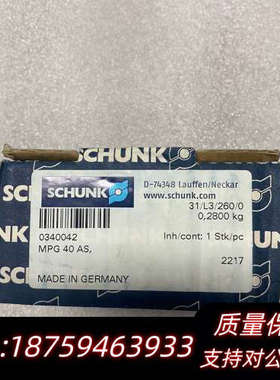 SCHUNK
SCHUNK
D-74348 Lauffen/Neckar
www.schunk.com
31/L3/260/0
0,2800 kg
0340042
Inh/cont: 1 Stk/pc
MPG 40 AS,
2217
MADE IN GERMANY
质量保
:18759463933
支持对公